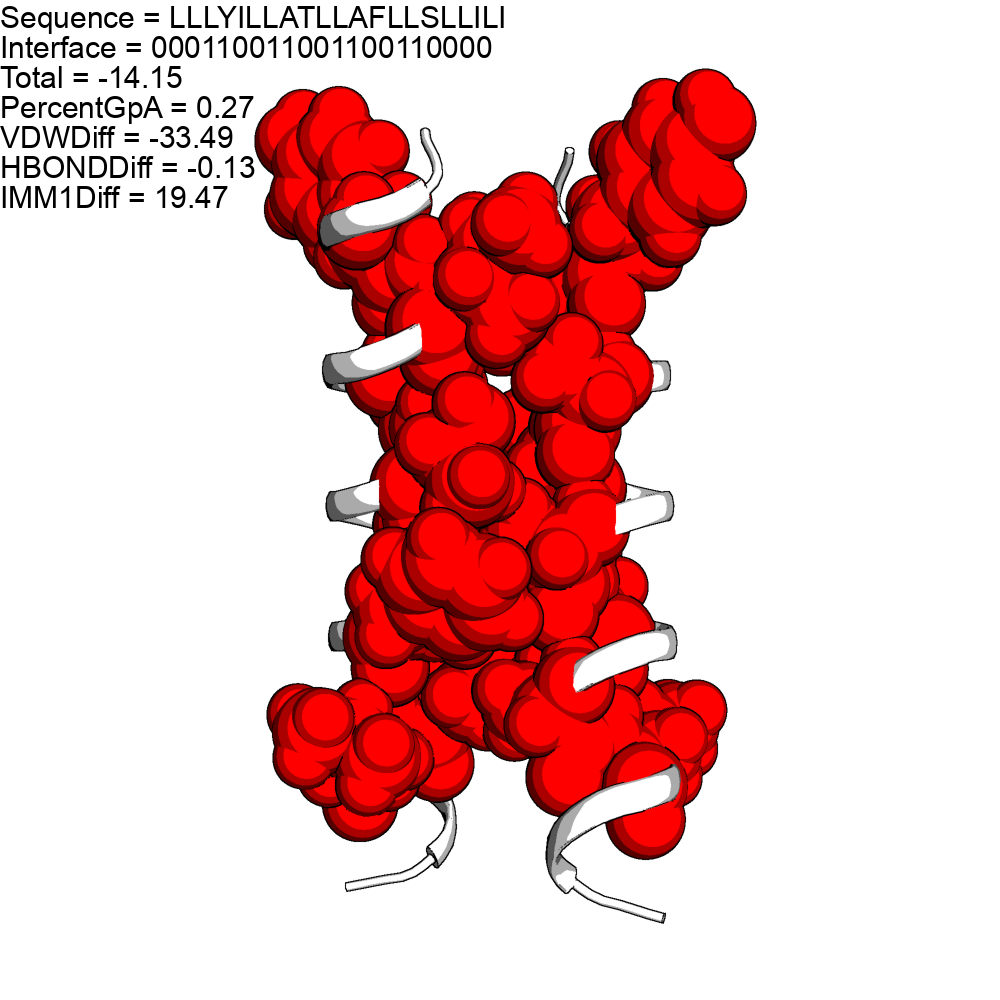 Sequence = LLLYILLATLLAFLLSLLILI
Interface = 000110011001100110000
Total = -14.15
PercentGpA = 0.27
VDWDiff = -33.49
HBONDDiff = -0.13
IMM1Diff = 19.47